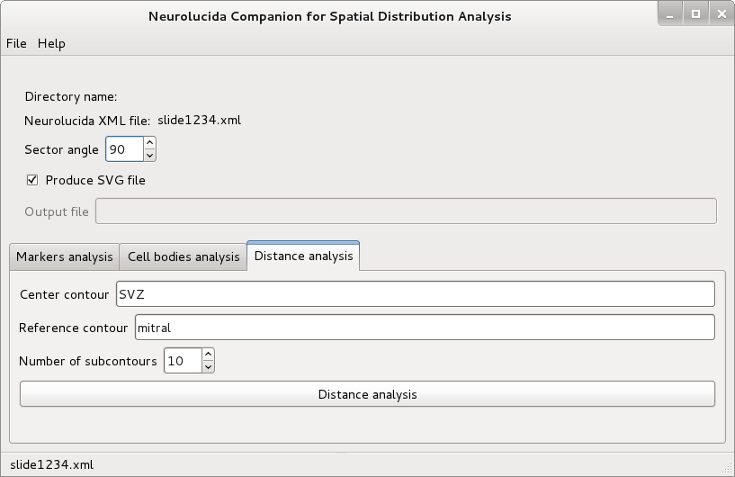 Neurolucida Companion for Spatial Distribution Analysis
File Help
Directory name:
Neurolucida XML file: slide1234.xml
Sector angle 90
Produce SVG file
Output file
Markers analysis Cell bodies analysis Distance analysis
Center contour SVZ
Reference contour mitral
Number of subcontours 10
Distance analysis
slide1234.xml